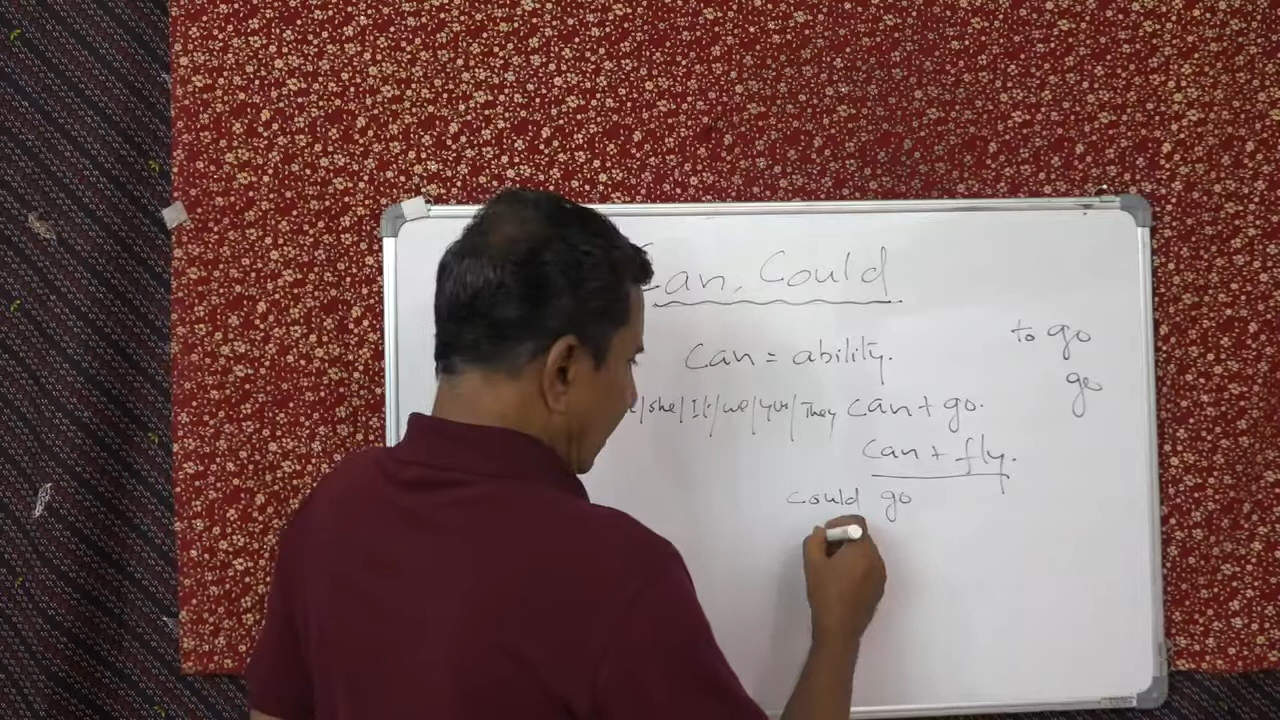 Can, Could
Can = ability.
to go
go
/she/It/we/you/They can + go.
can + fly.
could go